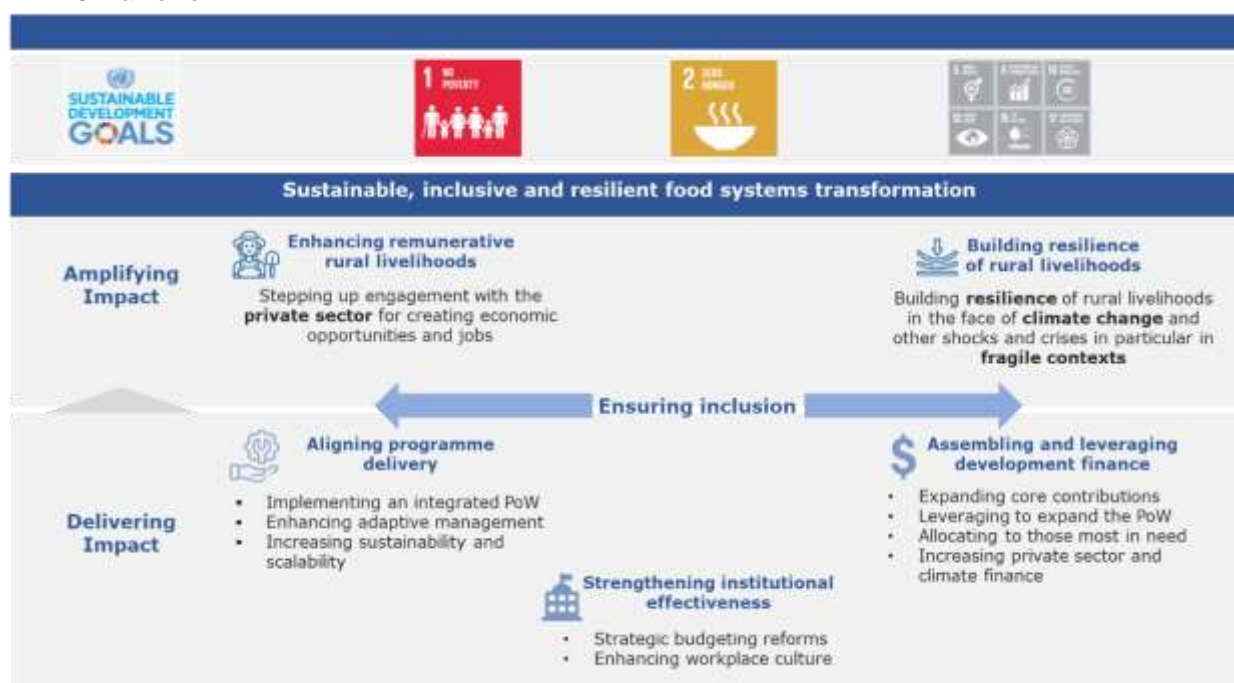 SUSTAINABLE
DEVELOPMENT
GOALS
1 NO
POVERTY
2 ZERO
HUNGER
Sustainable, inclusive and resilient food systems transformation
Amplifying
Impact
Enhancing remunerative
rural livelihoods
Stepping up engagement with the
private sector for creating economic
opportunities and jobs
Building resilience
of rural livelihoods
Building resilience of rural livelihoods
in the face of climate change and
other shocks and crises in particular in
fragile contexts
Ensuring inclusion
Delivering
Impact
Aligning programme
delivery
▪ Implementing an integrated PoW
▪ Enhancing adaptive management
▪ Increasing sustainability and
scalability
Assembling and leveraging
development finance
• Expanding core contributions
• Leveraging to expand the PoW
• Allocating to those most in need
• Increasing private sector and
climate finance
Strengthening institutional
effectiveness
• Strategic budgeting reforms
• Enhancing workplace culture